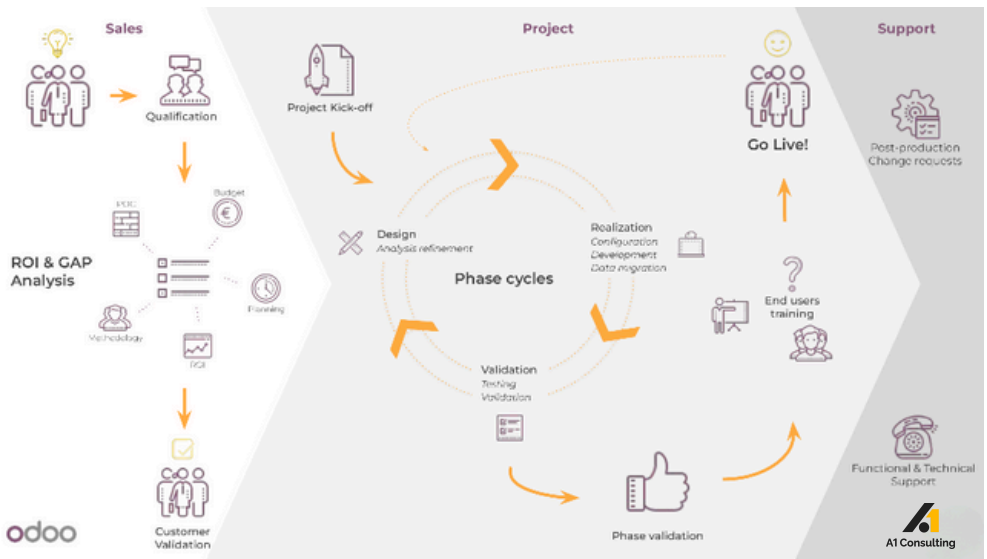 Sales
Project
Support
Qualification
Project Kick-off
Go Live!
Post-production
Change requests
POC
Budget
ROI & GAP
Analysis
Planning
Methodology
ROI
Design
Analysis refinement
Realization
Configuration
Development
Data migration
Phase cycles
End users
training
Validation
Testing
Validation
Functional & Technical
Support
Customer
Validation
Phase validation
odoo
A1 Consulting